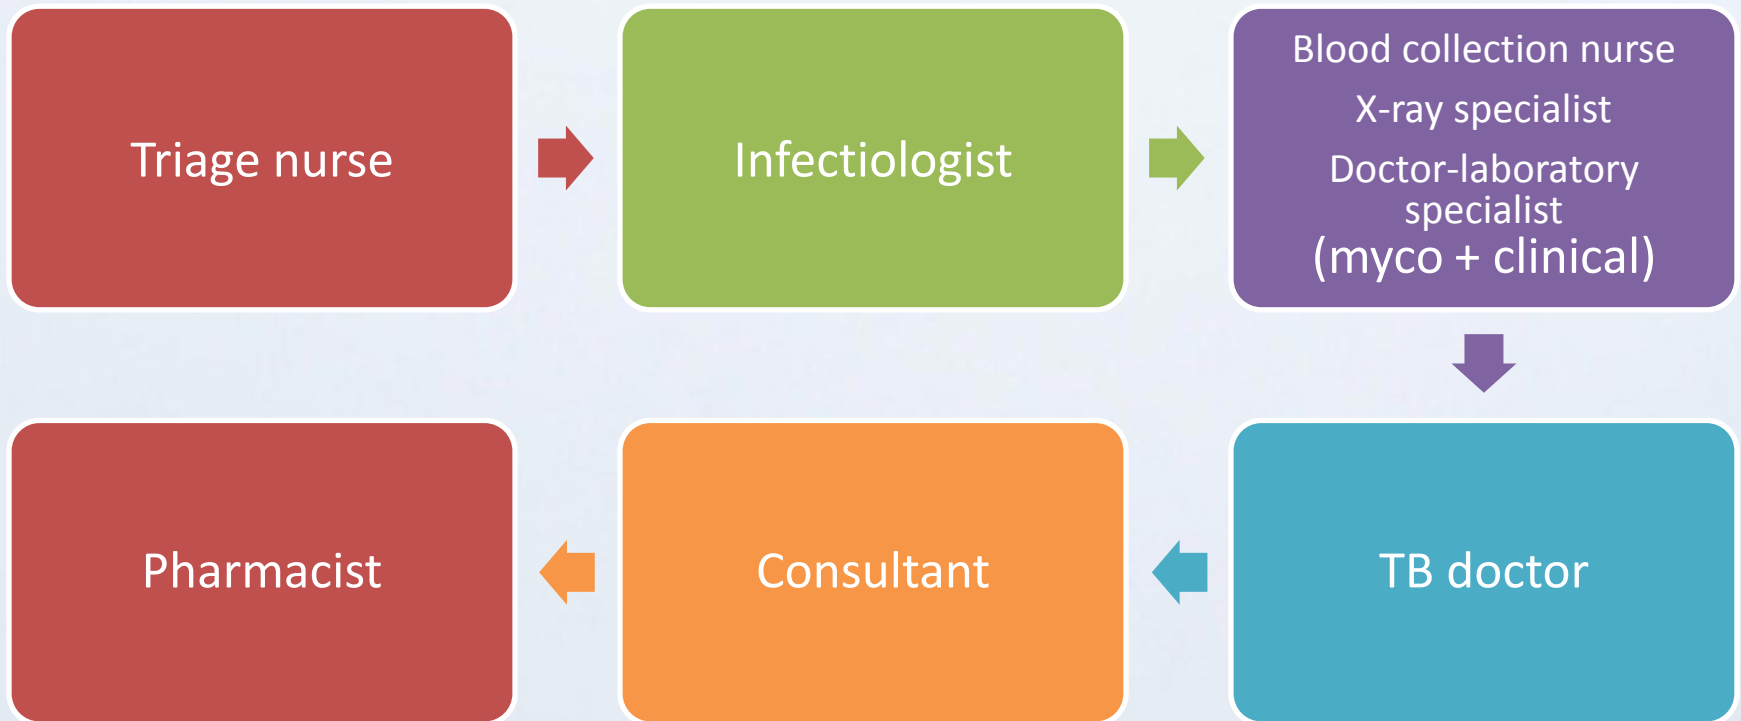 Triage nurse
Infectiologist
Blood collection nurse
X-ray specialist
Doctor-laboratory
specialist
(myco + clinical)
TB doctor
Consultant
Pharmacist